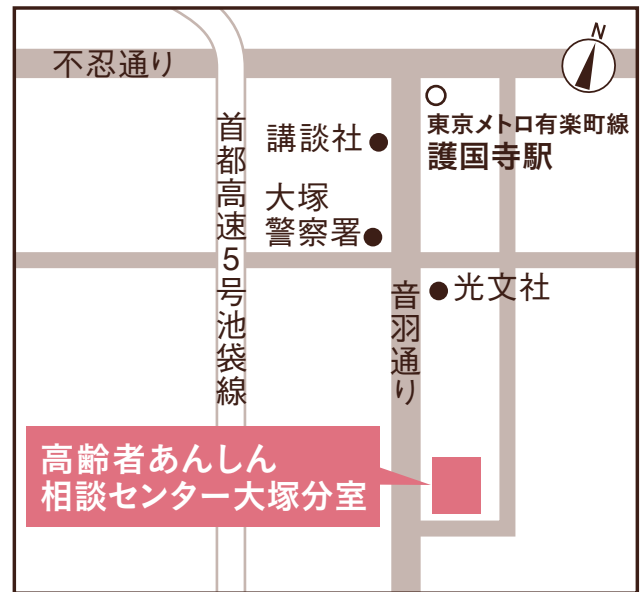 N
不忍通り
東京メトロ有楽町線
護国寺駅
講談社
大塚
警察署
首都高速5号池袋線
光文社
音羽通り
高齢者あんしん
相談センター大塚分室